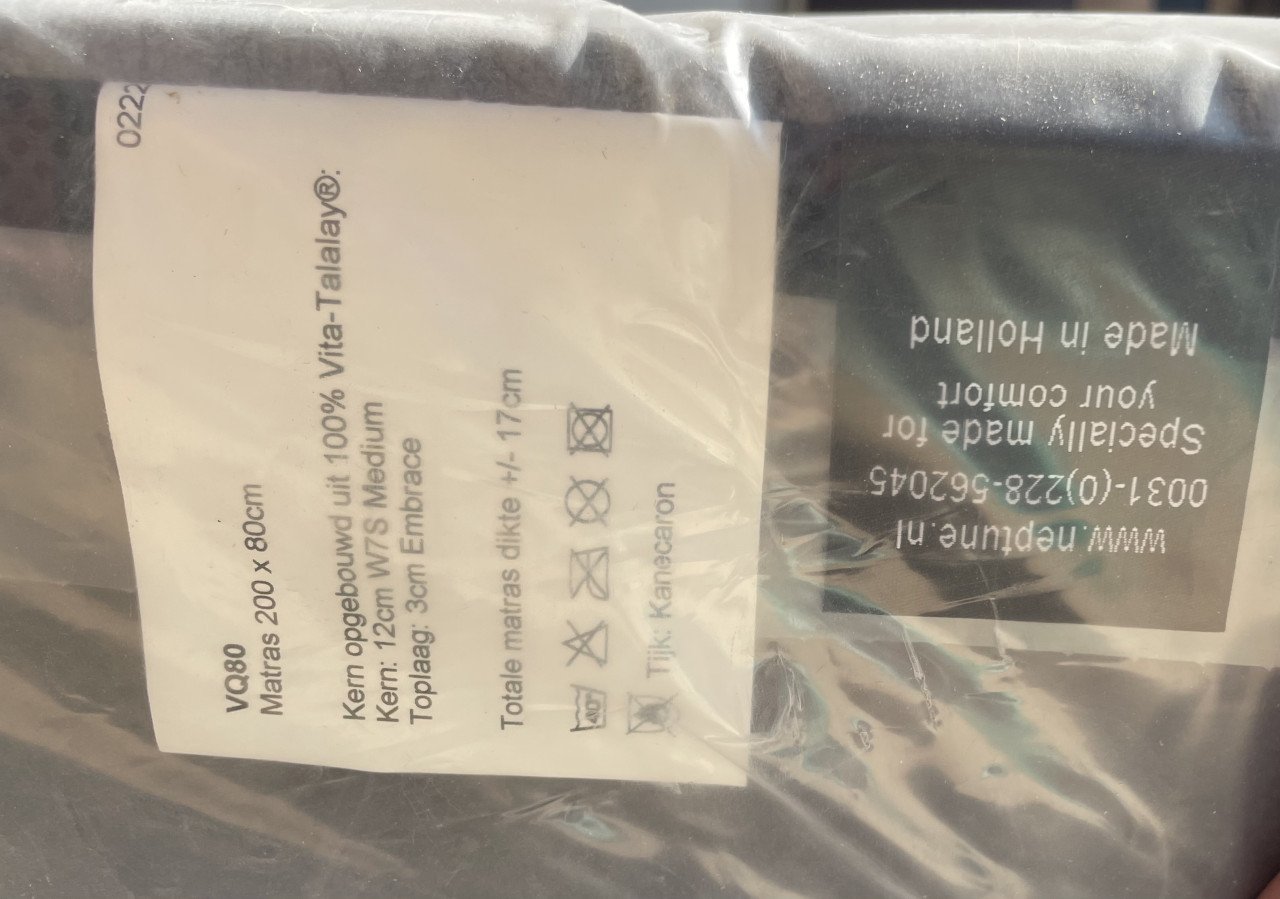 0222
VQ80
Matras 200 x 80cm
Kern opgebouwd uit 100% Vita-Talalay®:
Kern: 12cm W7S Medium
Toplaag: 3cm Embrace
Totale matras dikte +/- 17cm
40°
Tijk: Kanecaron
www.neptune.nl
0031-(0)228-562045
Specially made for
your comfort
Made in Holland